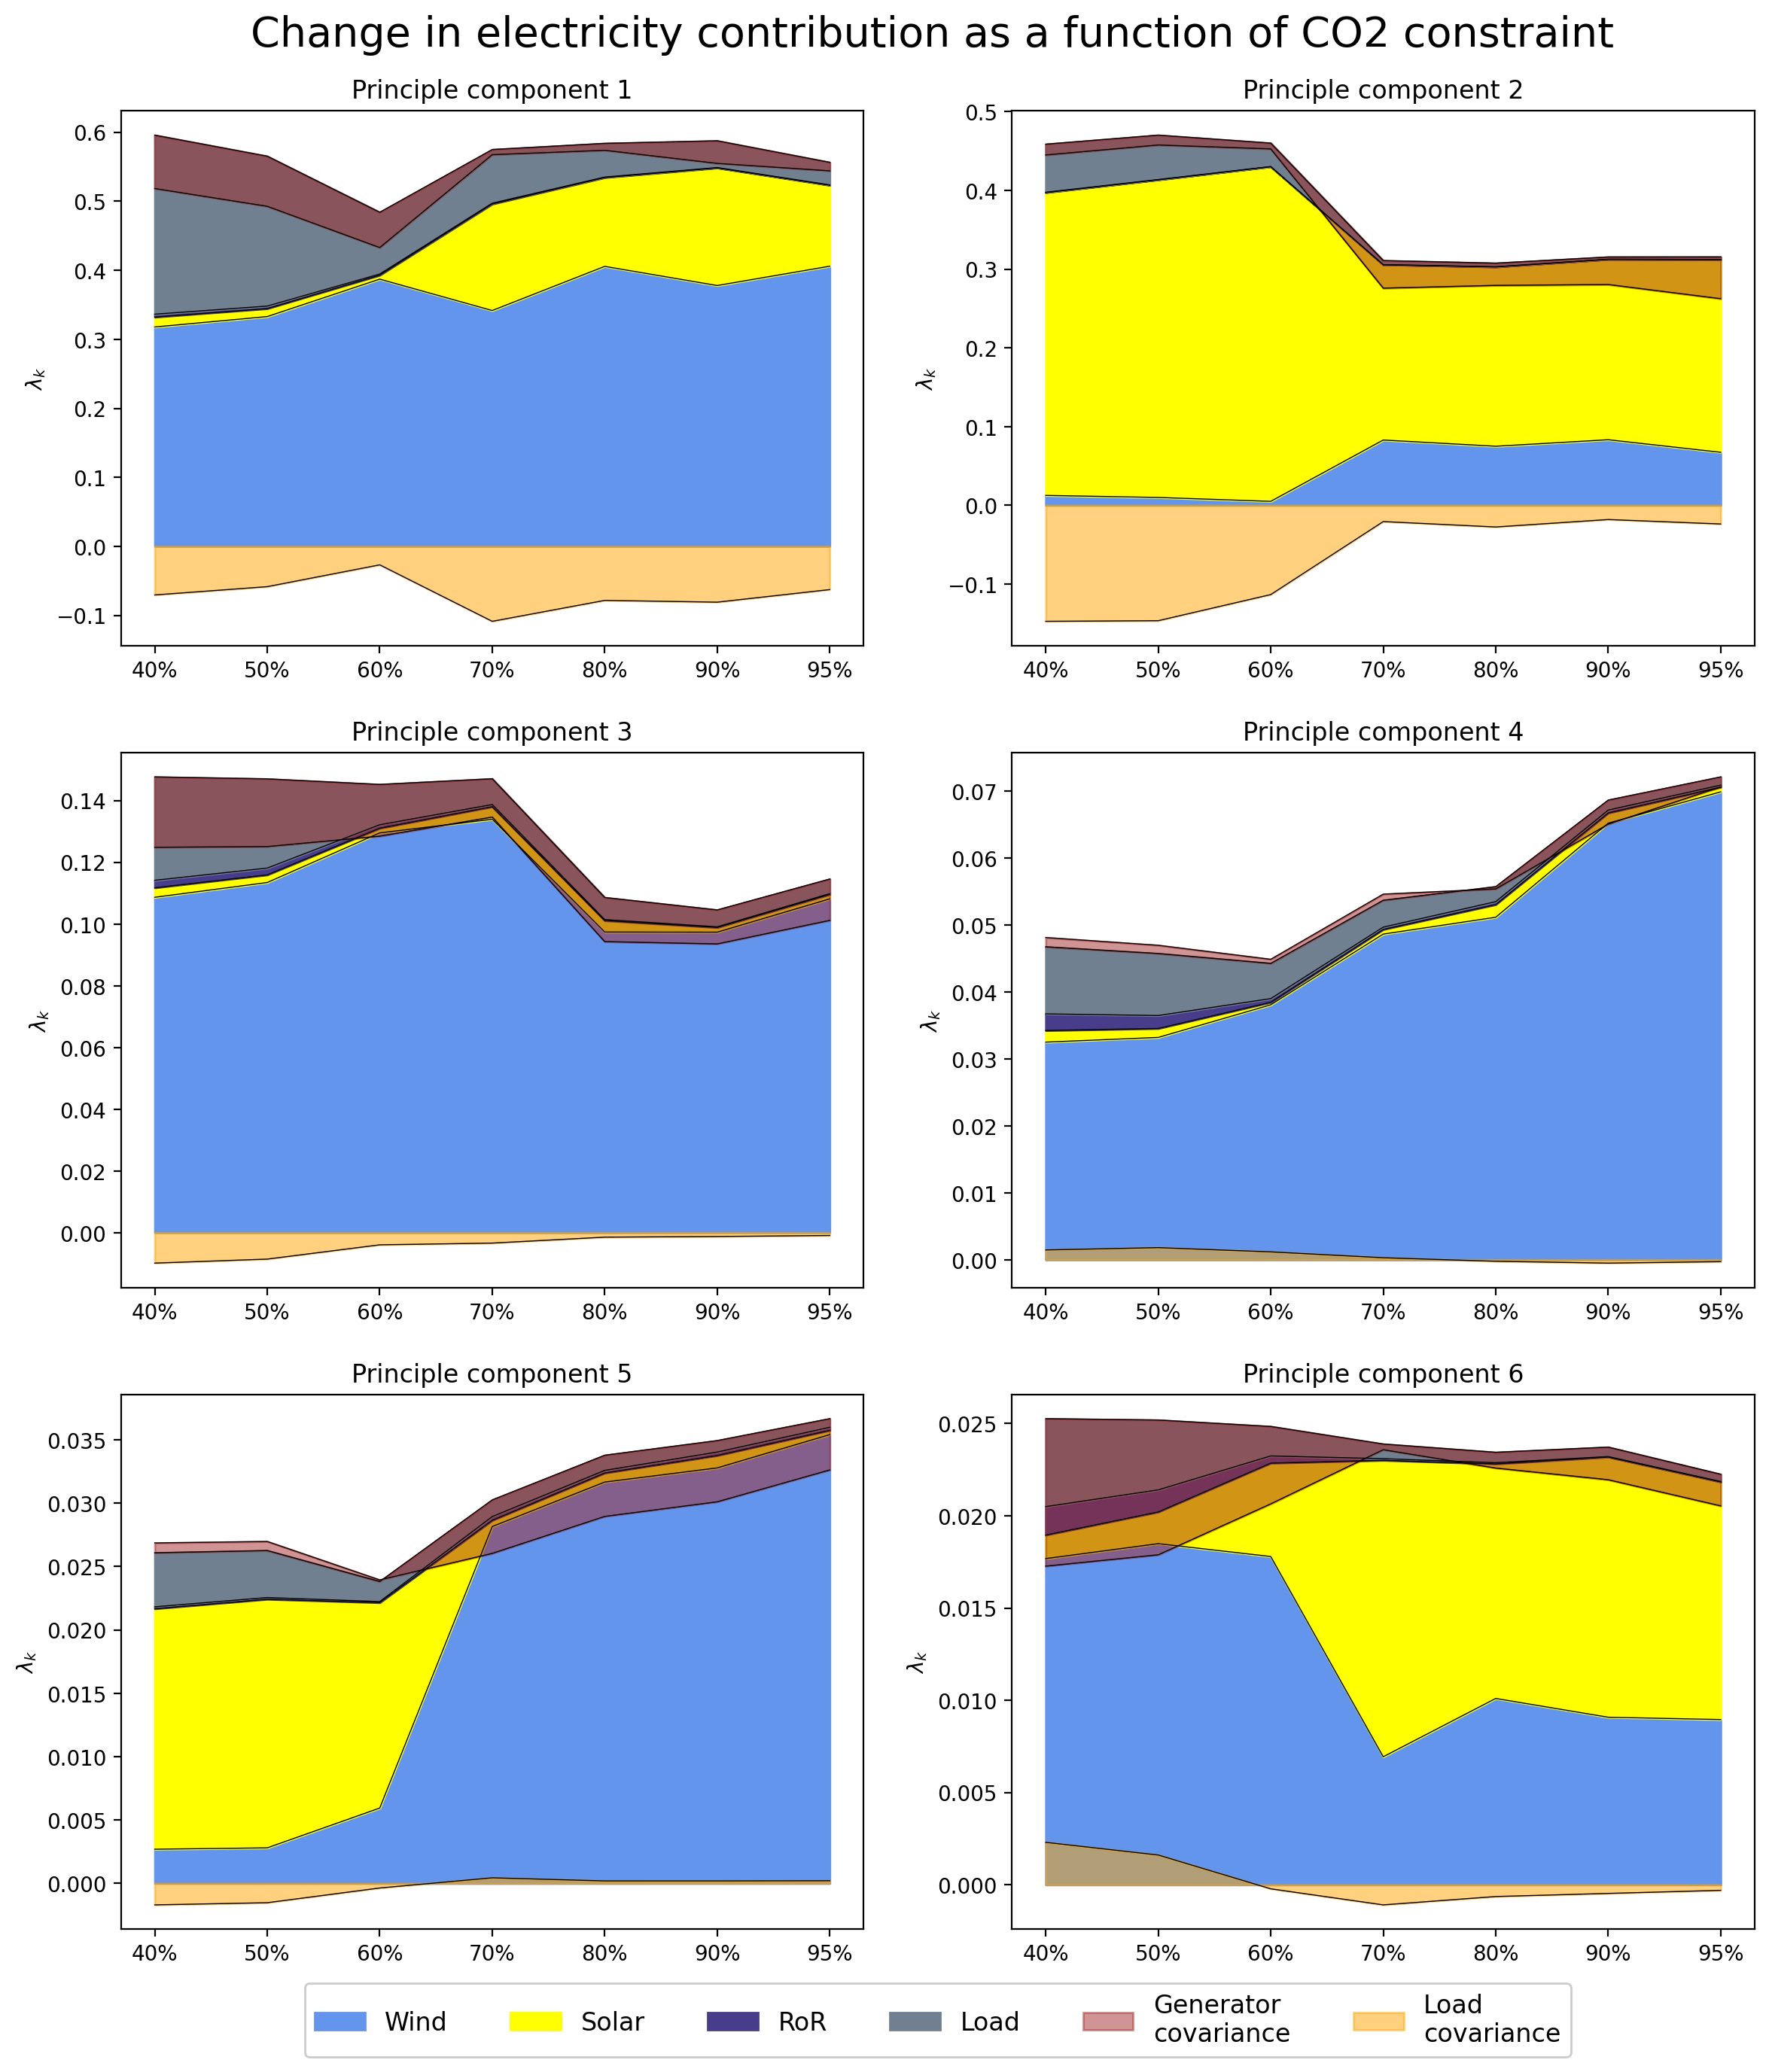 Change in electricity contribution as a function of CO2 constraint
Principle component 1
0.6
0.5
0.4
0.3
0.2
0.1
0.0
−0.1
λk
40% 50% 60% 70% 80% 90% 95%
Principle component 2
0.5
0.4
0.3
0.2
0.1
0.0
−0.1
λk
40% 50% 60% 70% 80% 90% 95%
Principle component 3
0.14
0.12
0.10
0.08
0.06
0.04
0.02
0.00
λk
40% 50% 60% 70% 80% 90% 95%
Principle component 4
0.07
0.06
0.05
0.04
0.03
0.02
0.01
0.00
λk
40% 50% 60% 70% 80% 90% 95%
Principle component 5
0.035
0.030
0.025
0.020
0.015
0.010
0.005
0.000
λk
40% 50% 60% 70% 80% 90% 95%
Principle component 6
0.025
0.020
0.015
0.010
0.005
0.000
λk
40% 50% 60% 70% 80% 90% 95%
Wind
Solar
RoR
Load
Generator
covariance
Load
covariance